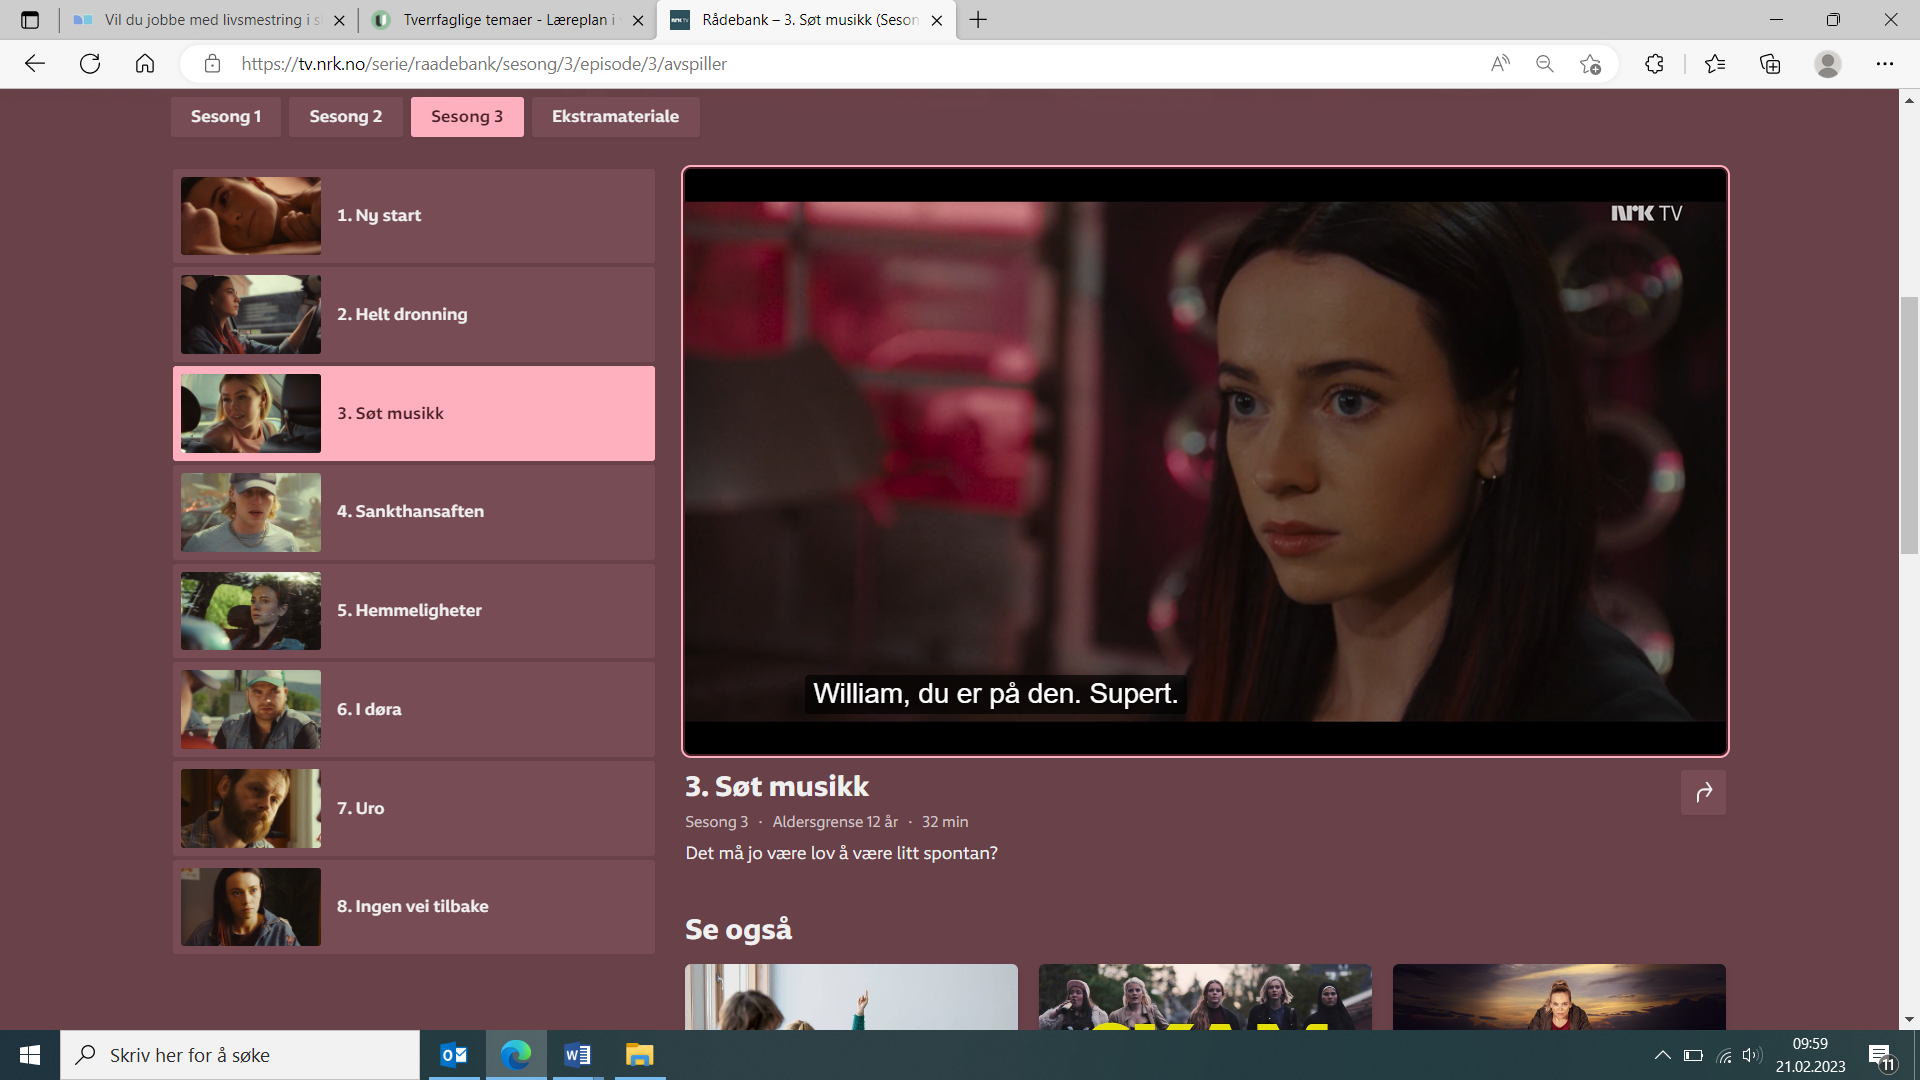 Vil du jobbe med livsmestring i s
Tverrfaglige temaer - Læreplan i
Rådebank – 3. Søt musikk (Seson
https://tv.nrk.no/serie/raadebank/sesong/3/episode/3/avspiller
Sesong 1
Sesong 2
Sesong 3
Ekstramateriale
1. Ny start
2. Helt dronning
3. Søt musikk
4. Sankthansaften
5. Hemmeligheter
6. I døra
7. Uro
8. Ingen vei tilbake
NRK TV
William, du er på den. Supert.
3. Søt musikk
Sesong 3 · Aldersgrense 12 år · 32 min
Det må jo være lov å være litt spontan?
Se også
SKAM
Skriv her for å søke
09:59
21.02.2023
11